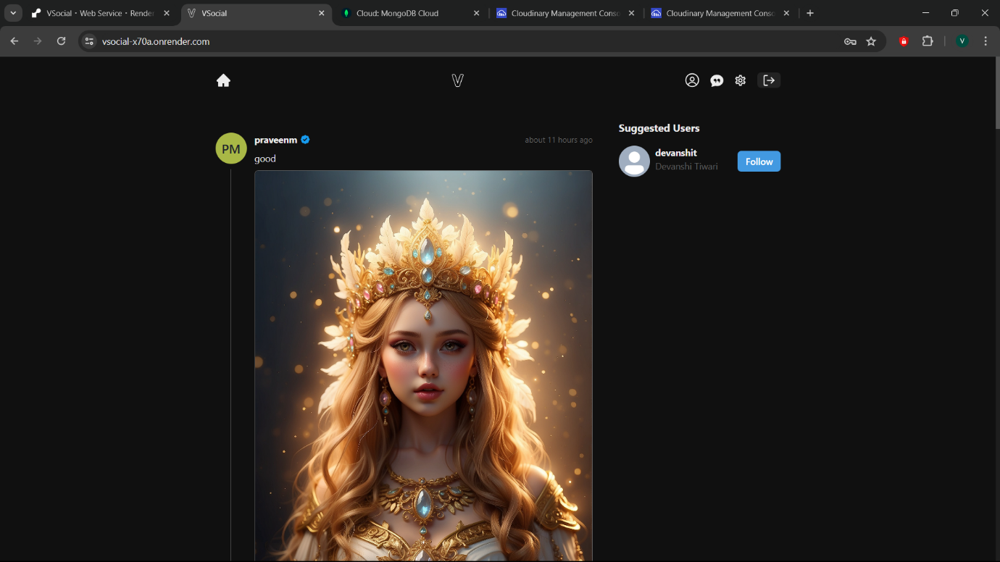 VSocial · Web Service · Render
VSocial
Cloud: MongoDB Cloud
Cloudinary Management Conso
Cloudinary Management Conso
vsocial-x70a.onrender.com
V
V
praveenm
about 11 hours ago
PM
good
Suggested Users
devanshit
Devanshi Tiwari
Follow